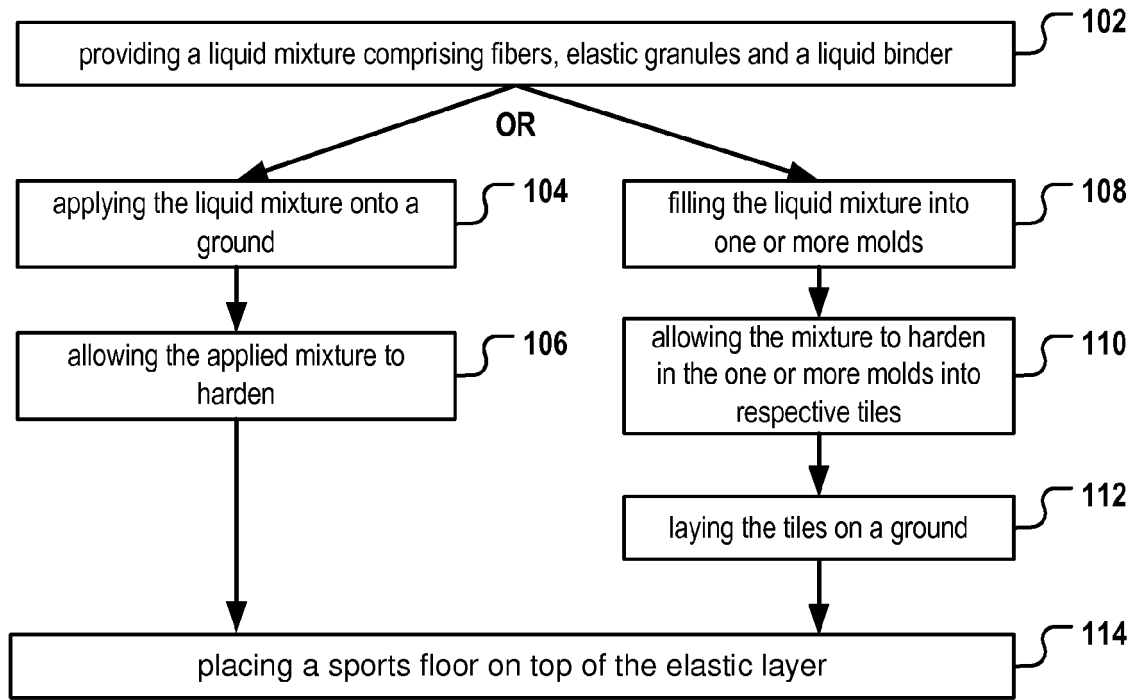 providing a liquid mixture comprising fibers, elastic granules and a liquid binder
102
OR
applying the liquid mixture onto a
ground
104
filling the liquid mixture into
one or more molds
108
allowing the applied mixture to
harden
106
allowing the mixture to harden
in the one or more molds into
respective tiles
110
laying the tiles on a ground
112
placing a sports floor on top of the elastic layer
114